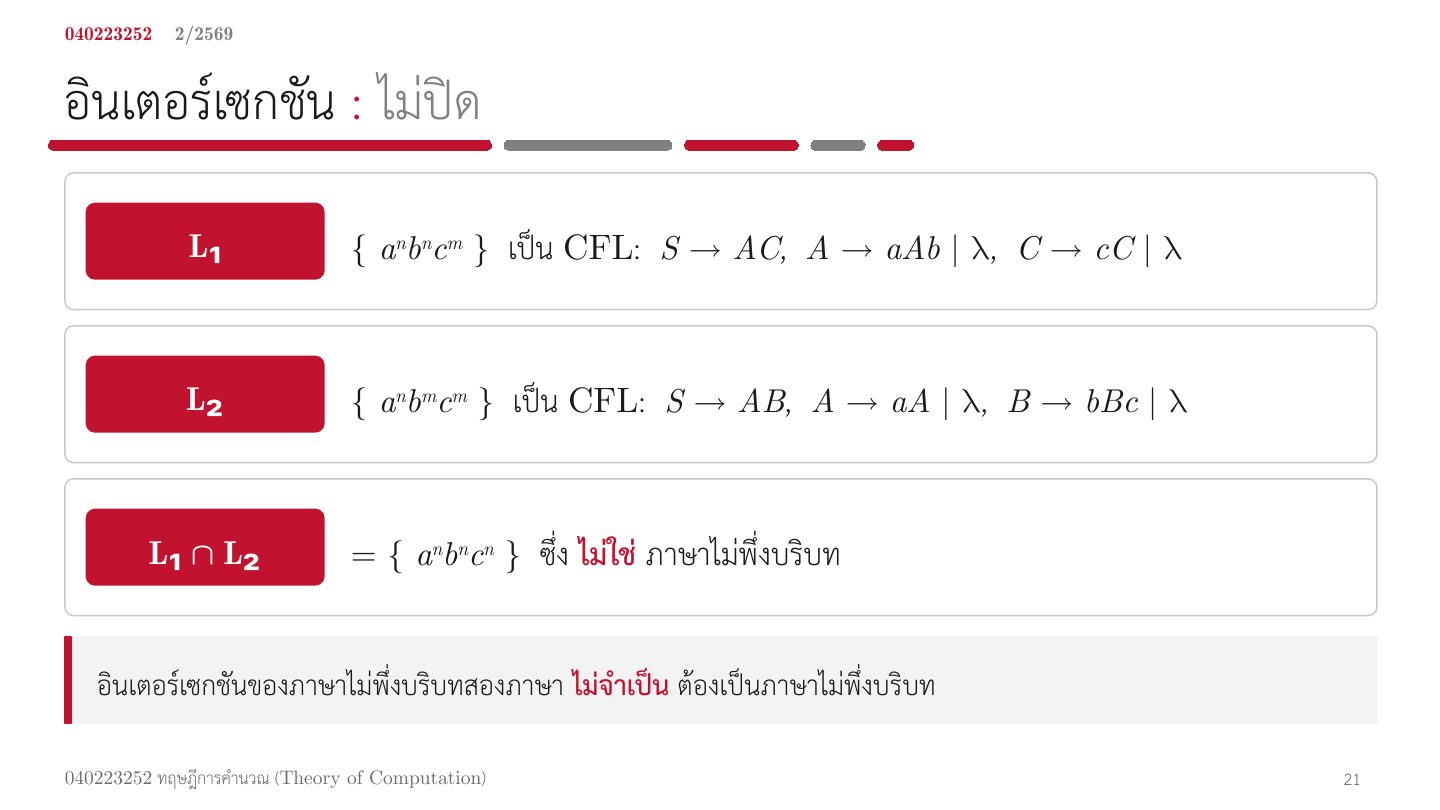 040223252 2/2569
อินเตอร์เซกชัน : ไม่ปิด
L₁ { aⁿbⁿcᵐ } เป็น CFL: S → AC, A → aAb | λ, C → cC | λ
L₂ { aⁿbᵐcᵐ } เป็น CFL: S → AB, A → aA | λ, B → bBc | λ
L₁ ∩ L₂ = { aⁿbⁿcⁿ } ซึ่ง ไม่ใช่ ภาษาไม่พึ่งบริบท
อินเตอร์เซกชันของภาษาไม่พึ่งบริบทสองภาษา ไม่จำเป็น ต้องเป็นภาษาไม่พึ่งบริบท
040223252 ทฤษฎีการคำนวณ (Theory of Computation) 21